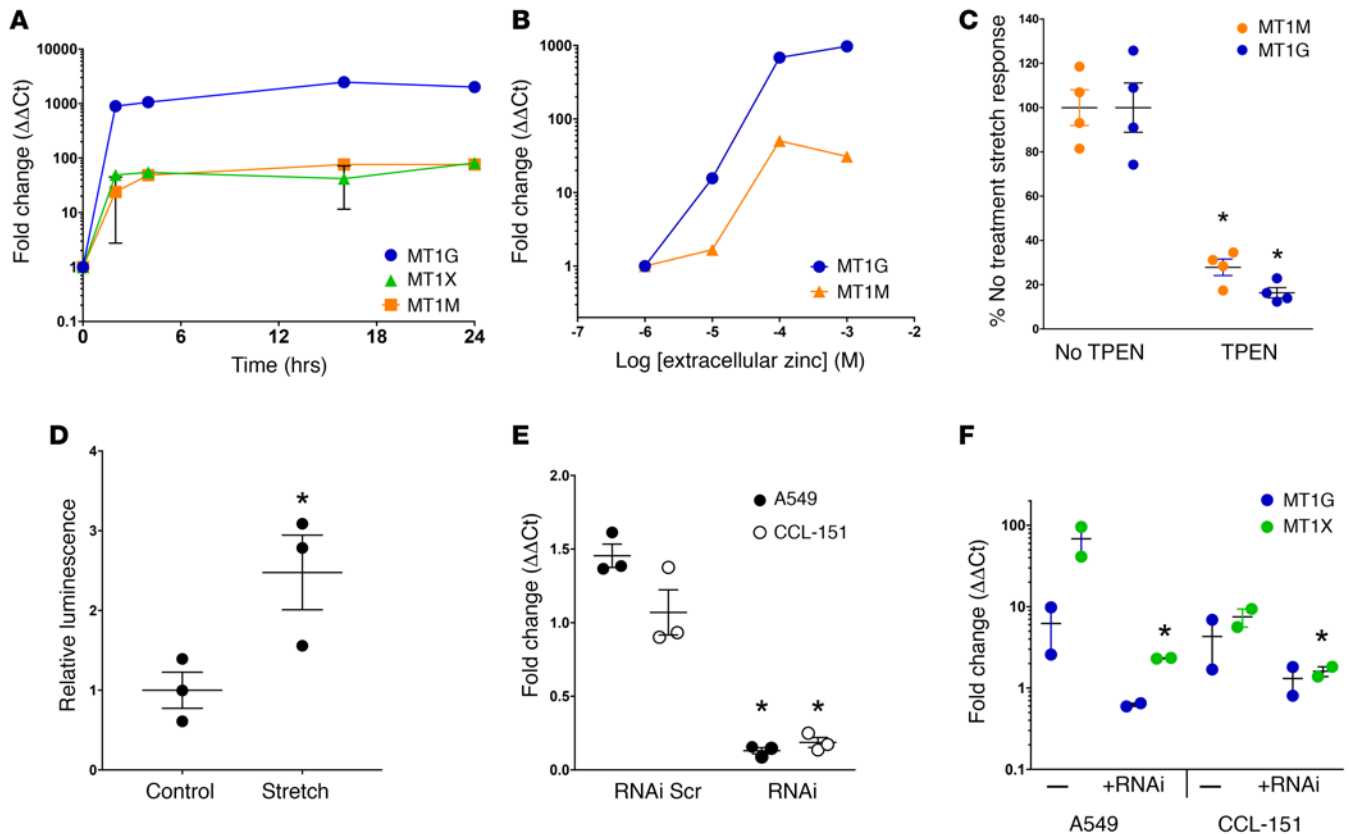 A
Fold change (ΔΔCt)
10000
1000
100
10
1
0.1
0
6
12
18
24
Time (hrs)
MT1G
MT1X
MT1M
B
Fold change (ΔΔCt)
1000
100
10
1
-7
-6
-5
-4
-3
-2
Log [extracellular zinc] (M)
MT1G
MT1M
C
% No treatment stretch response
140
120
100
80
60
40
20
0
MT1M
MT1G
* *
No TPEN
TPEN
D
Relative luminescence
4
3
2
1
0
*
Control
Stretch
E
Fold change (ΔΔCt)
2.0
1.5
1.0
0.5
0.0
A549
CCL-151
* *
RNAi Scr
RNAi
F
Fold change (ΔΔCt)
100
10
1
0.1
MT1G
MT1X
* *
— +RNAi — +RNAi
A549
CCL-151